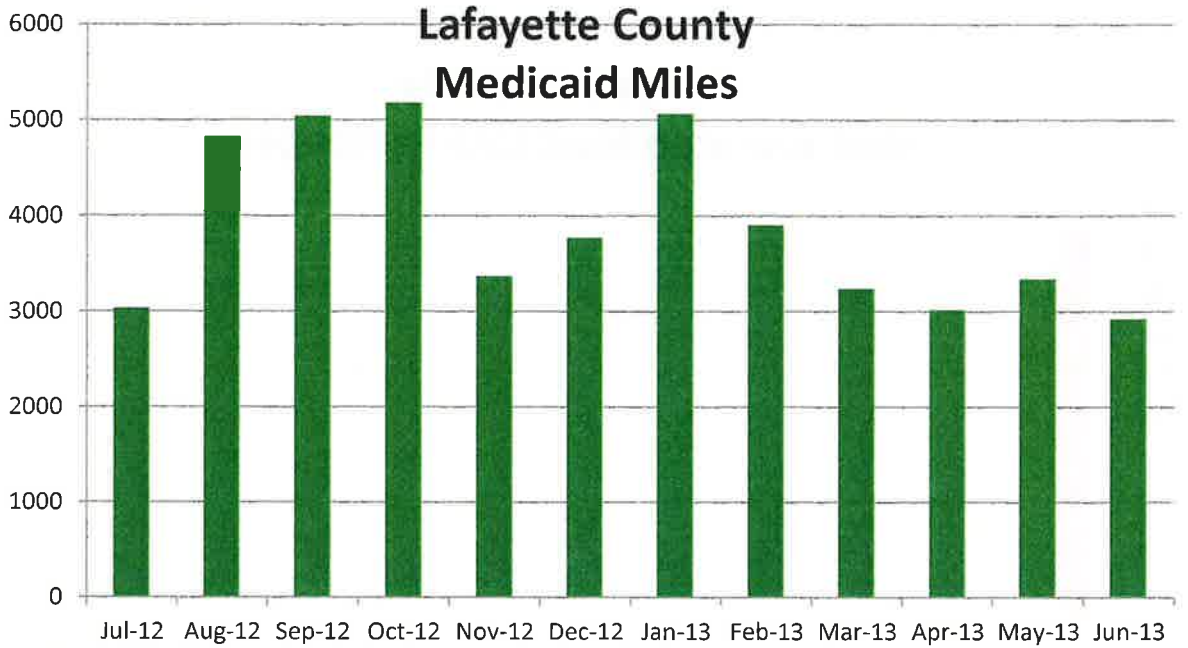 Lafayette County
Medicaid Miles
6000
5000
4000
3000
2000
1000
0
Jul-12 Aug-12 Sep-12 Oct-12 Nov-12 Dec-12 Jan-13 Feb-13 Mar-13 Apr-13 May-13 Jun-13